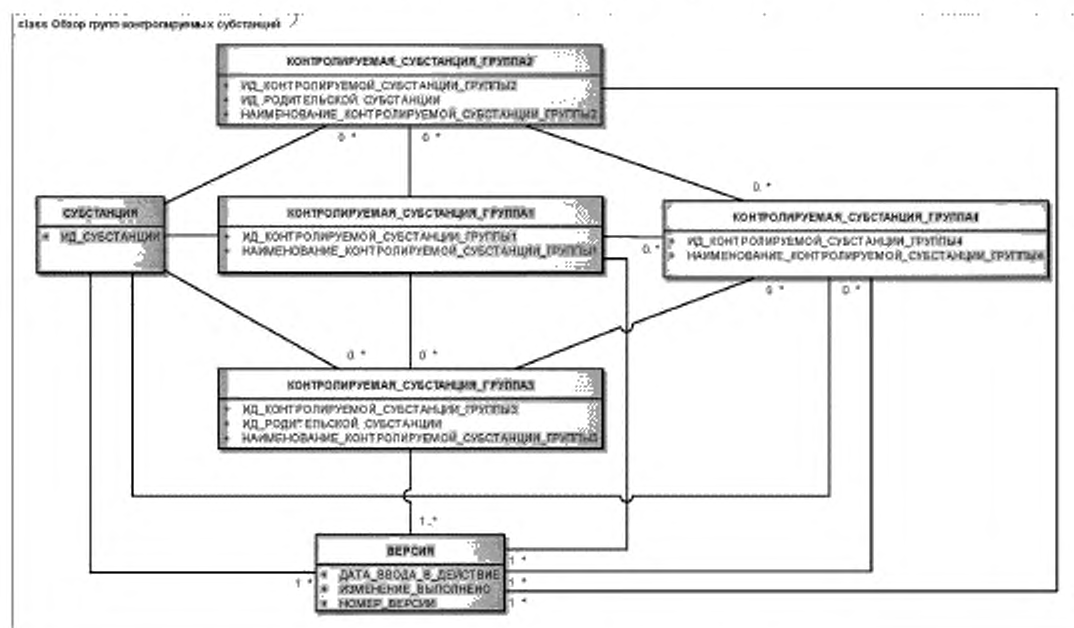 class Обзор групп контролируемых субстанций
КОНТРОЛИРУЕМАЯ_СУБСТАНЦИЯ_ГРУППА2
* ИД_КОНТРОЛИРУЕМОЙ_СУБСТАНЦИИ_ГРУППЫ2
* ИД_РОДИТЕЛЬСКОЙ_СУБСТАНЦИИ
* НАИМЕНОВАНИЕ_КОНТРОЛИРУЕМОЙ_СУБСТАНЦИИ_ГРУППЫ2
0..*
0..*
0..*
СУБСТАНЦИЯ
* ИД_СУБСТАНЦИИ
КОНТРОЛИРУЕМАЯ_СУБСТАНЦИЯ_ГРУППА1
* ИД_КОНТРОЛИРУЕМОЙ_СУБСТАНЦИИ_ГРУППЫ1
* НАИМЕНОВАНИЕ_КОНТРОЛИРУЕМОЙ_СУБСТАНЦИИ_ГРУППЫ1
0..*
КОНТРОЛИРУЕМАЯ_СУБСТАНЦИЯ_ГРУППА4
* ИД_КОНТРОЛИРУЕМОЙ_СУБСТАНЦИИ_ГРУППЫ4
* НАИМЕНОВАНИЕ_КОНТРОЛИРУЕМОЙ_СУБСТАНЦИИ_ГРУППЫ4
0..*
0..*
0..*
0..*
КОНТРОЛИРУЕМАЯ_СУБСТАНЦИЯ_ГРУППА3
* ИД_КОНТРОЛИРУЕМОЙ_СУБСТАНЦИИ_ГРУППЫ3
* ИД_РОДИТЕЛЬСКОЙ_СУБСТАНЦИИ
* НАИМЕНОВАНИЕ_КОНТРОЛИРУЕМОЙ_СУБСТАНЦИИ_ГРУППЫ3
1..*
ВЕРСИЯ
* ДАТА_ВВОДА_В_ДЕЙСТВИЕ
* ИЗМЕНЕНИЕ_ВЫПОЛНЕНО
* НОМЕР_ВЕРСИИ
1..*
1..*
1..*
1..*